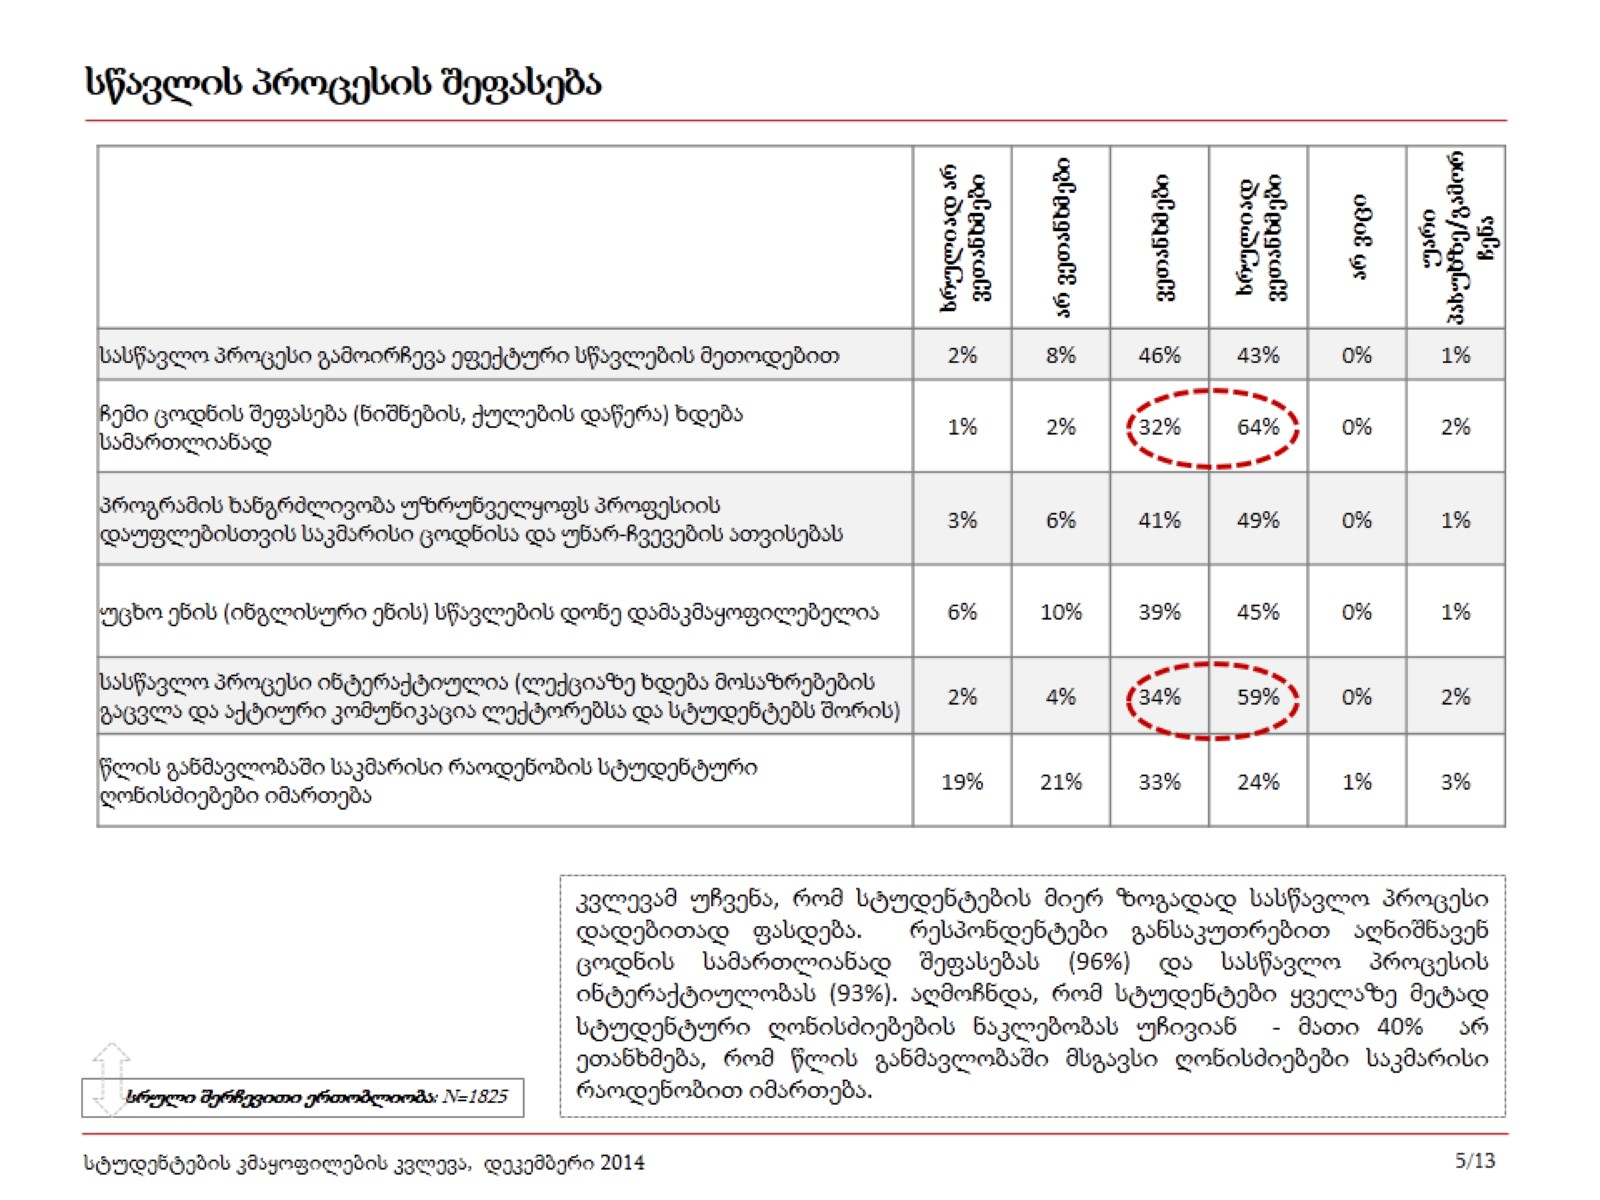 სწავლის პროცესის შეფასება
სრულიად არ
ვეთანხმები
არ ვეთანხმები
ვეთანხმები
სრულიად
ვეთანხმები
არ ვიცი
უარი
პასუხზე/გამორ
ჩენა
სასწავლო პროცესი გამოირჩევა ეფექტური სწავლების მეთოდებით 2% 8% 46% 43% 0% 1%
ჩემი ცოდნის შეფასება (ნიშნების, ქულების დაწერა) ხდება
სამართლიანად 1% 2% 32% 64% 0% 2%
პროგრამის ხანგრძლივობა უზრუნველყოფს პროფესიის
დაუფლებისთვის საკმარისი ცოდნისა და უნარ-ჩვევების ათვისებას 3% 6% 41% 49% 0% 1%
უცხო ენის (ინგლისური ენის) სწავლების დონე დამაკმაყოფილებელია 6% 10% 39% 45% 0% 1%
სასწავლო პროცესი ინტერაქტიულია (ლექციაზე ხდება მოსაზრებების
გაცვლა და აქტიური კომუნიკაცია ლექტორებსა და სტუდენტებს შორის) 2% 4% 34% 59% 0% 2%
წლის განმავლობაში საკმარისი რაოდენობის სტუდენტური
ღონისძიებები იმართება 19% 21% 33% 24% 1% 3%
კვლევამ უჩვენა, რომ სტუდენტების მიერ ზოგადად სასწავლო პროცესი
დადებითად ფასდება. რესპონდენტები განსაკუთრებით აღნიშნავენ
ცოდნის სამართლიანად შეფასებას (96%) და სასწავლო პროცესის
ინტერაქტიულობას (93%). აღმოჩნდა, რომ სტუდენტები ყველაზე მეტად
სტუდენტური ღონისძიებების ნაკლებობას უჩივიან - მათი 40% არ
ეთანხმება, რომ წლის განმავლობაში მსგავსი ღონისძიებები საკმარისი
რაოდენობით იმართება.
სრული შერჩევითი ერთობლიობა: N=1825
სტუდენტების კმაყოფილების კვლევა, დეკემბერი 2014
5/13